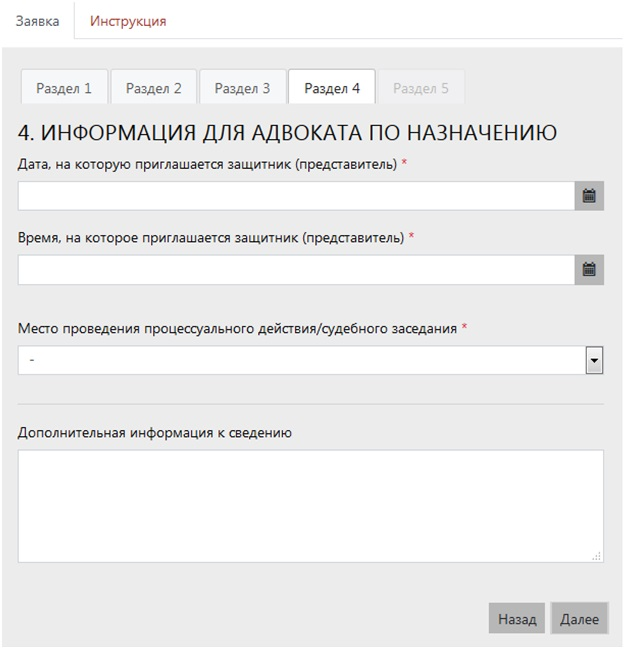 Заявка Инструкция
Раздел 1 Раздел 2 Раздел 3 Раздел 4 Раздел 5
4. ИНФОРМАЦИЯ ДЛЯ АДВОКАТА ПО НАЗНАЧЕНИЮ
Дата, на которую приглашается защитник (представитель) *
Время, на которое приглашается защитник (представитель) *
Место проведения процессуального действия/судебного заседания *
-
Дополнительная информация к сведению
Назад Далее